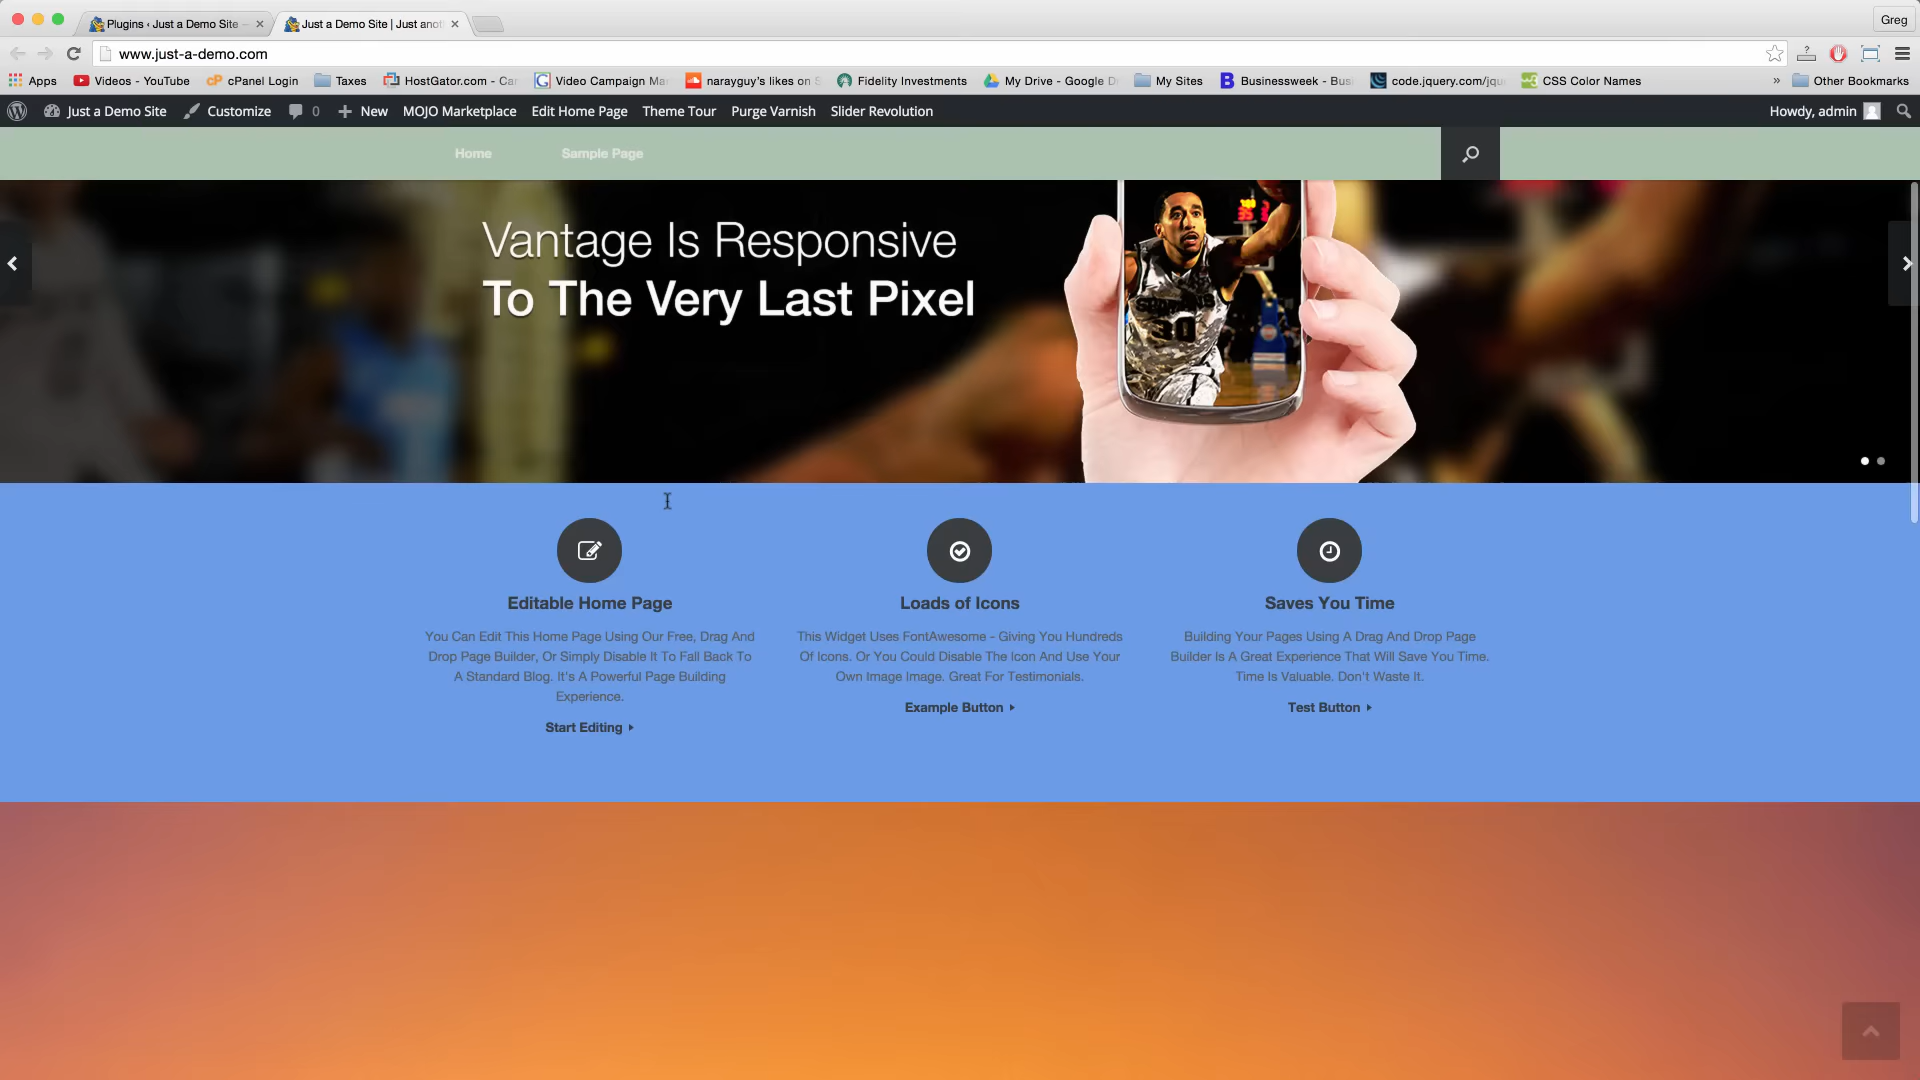 Plugins ‹ Just a Demo Site
Just a Demo Site | Just anot
Greg
www.just-a-demo.com
Apps
Videos - YouTube
cPanel Login
Taxes
HostGator.com - Car
Video Campaign Ma
narayguy's likes on S
Fidelity Investments
My Drive - Google D
My Sites
Businessweek - Busi
code.jquery.com/jqu
CSS Color Names
»
Other Bookmarks
Just a Demo Site
Customize
0
New
MOJO Marketplace
Edit Home Page
Theme Tour
Purge Varnish
Slider Revolution
Howdy, admin
Home
Sample Page
Vantage Is Responsive
To The Very Last Pixel
30
Editable Home Page
You Can Edit This Home Page Using Our Free, Drag And
Drop Page Builder, Or Simply Disable It To Fall Back To
A Standard Blog. It's A Powerful Page Building
Experience.
Start Editing
Loads of Icons
This Widget Uses FontAwesome - Giving You Hundreds
Of Icons. Or You Could Disable The Icon And Use Your
Own Image Image. Great For Testimonials.
Example Button
Saves You Time
Building Your Pages Using A Drag And Drop Page
Builder Is A Great Experience That Will Save You Time.
Time Is Valuable. Don't Waste It.
Test Button